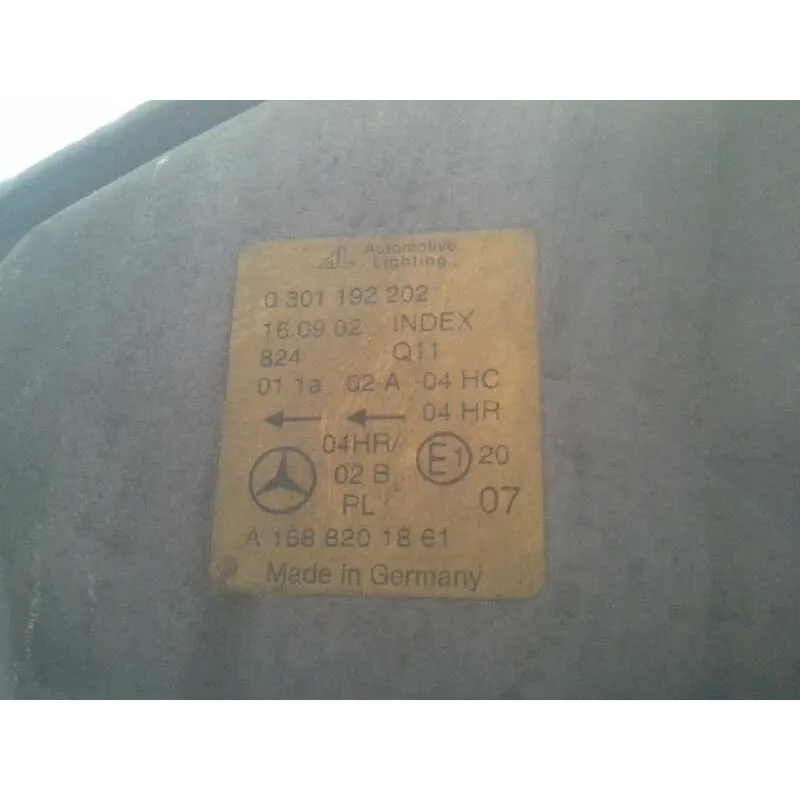 Automotive
Lighting
0 301 192 202
16.09 02 INDEX
824 Q11
01 1a 02 A 04 HC
04 HR
04HR/ E1 20
02 B
PL 07
A 168 820 18 61
Made in Germany